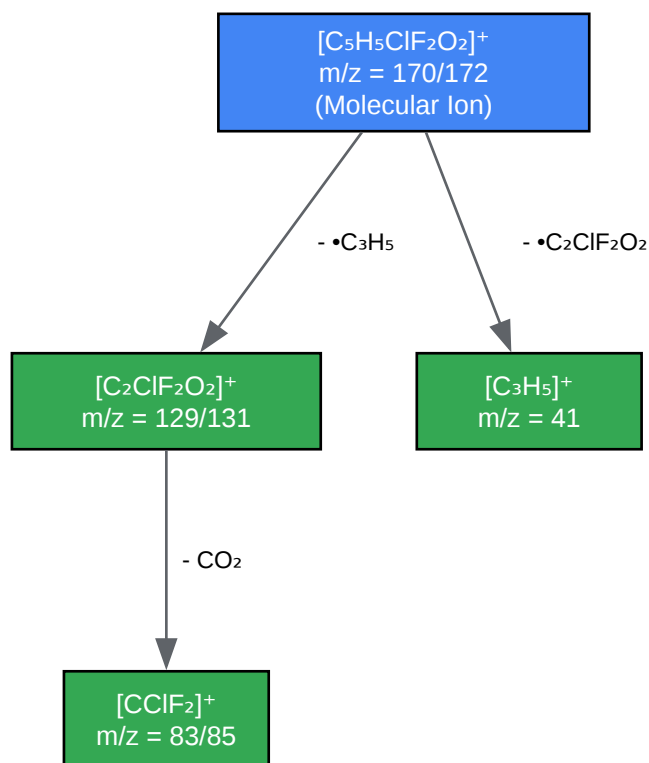 [C₅H₅ClF₂O₂]⁺
m/z = 170/172
(Molecular Ion)
- •C₃H₅
- •C₂ClF₂O₂
[C₂ClF₂O₂]⁺
m/z = 129/131
[C₃H₅]⁺
m/z = 41
- CO₂
[CClF₂]⁺
m/z = 83/85